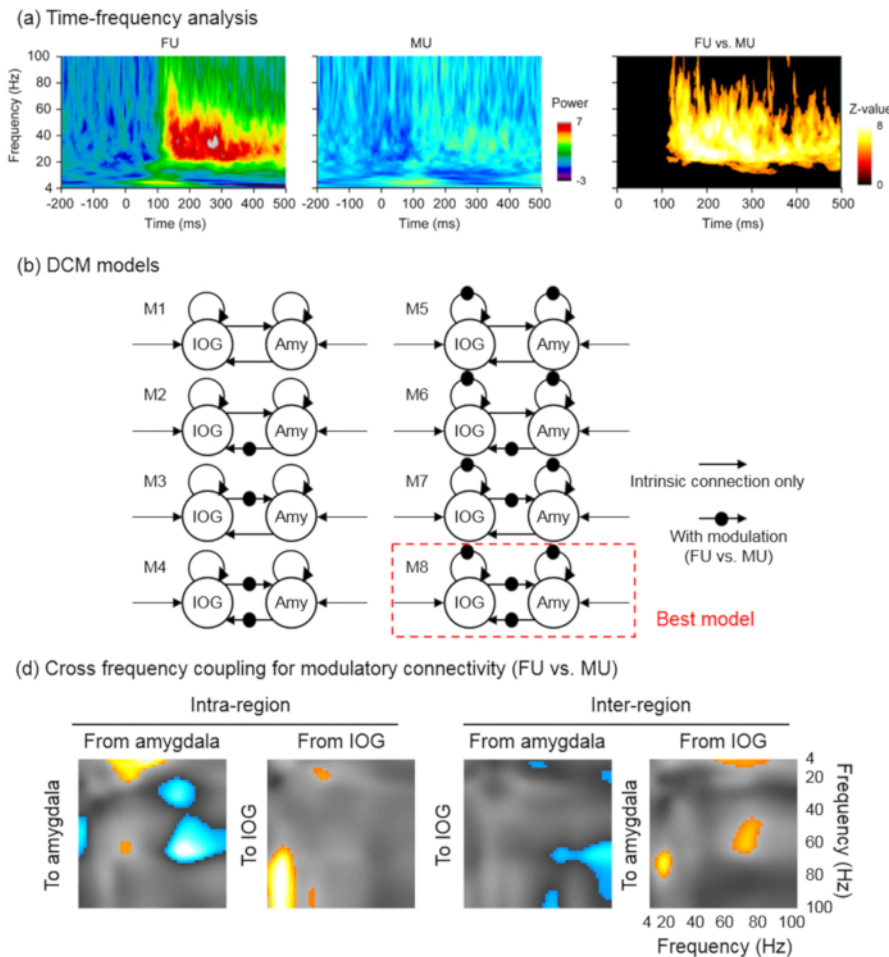 (a) Time-frequency analysis
FU
MU
FU vs. MU
Frequency (Hz)
100
80
60
40
20
4
-200 -100 0 100 200 300 400 500
Time (ms)
-200 -100 0 100 200 300 400 500
Time (ms)
Power
7
-3
0 100 200 300 400 500
Time (ms)
Z-value
8
0
(b) DCM models
M1
IOG
Amy
M5
IOG
Amy
M2
IOG
Amy
M6
IOG
Amy
M3
IOG
Amy
M7
IOG
Amy
M4
IOG
Amy
M8
IOG
Amy
Intrinsic connection only
With modulation
(FU vs. MU)
Best model
(d) Cross frequency coupling for modulatory connectivity (FU vs. MU)
Intra-region
Inter-region
From amygdala
From IOG
From amygdala
From IOG
To amygdala
To IOG
To IOG
To amygdala
4
20
40
60
80
100
Frequency (Hz)
4 20 40 60 80 100
Frequency (Hz)